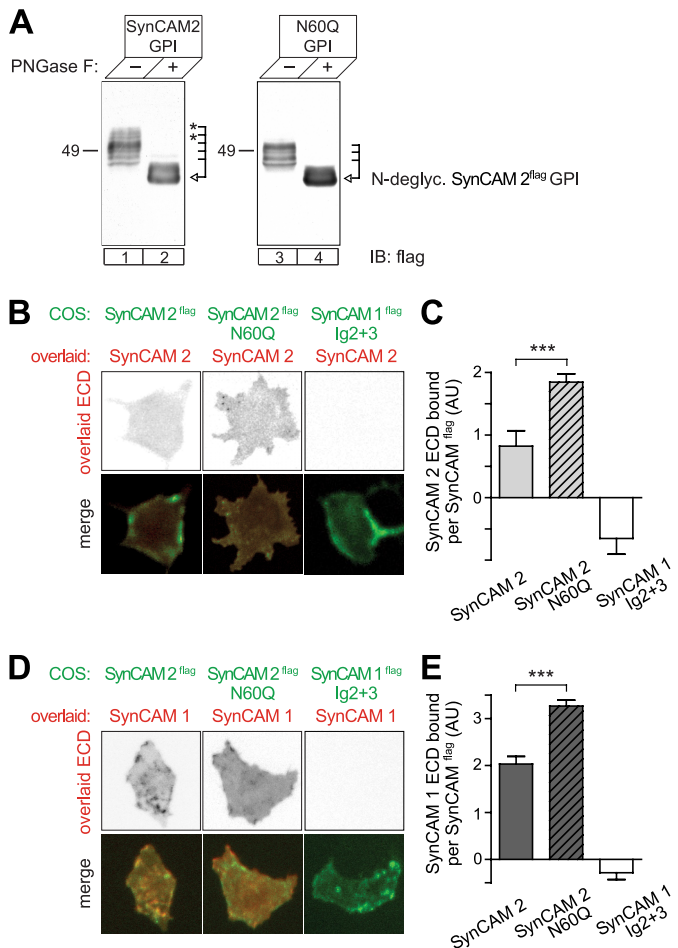 A
SynCAM2 GPI
N60Q GPI
PNGase F: – + – +
* 
*
49
49
N-deglyc. SynCAM 2flag GPI
1 2 3 4 IB: flag
B
COS: SynCAM 2flag SynCAM 2flag N60Q SynCAM 1flag Ig2+3
overlaid: SynCAM 2 SynCAM 2 SynCAM 2
overlaid ECD
merge
C
SynCAM 2 ECD bound
per SynCAMflag (AU)
2
1
0
***
SynCAM 2
SynCAM 2
N60Q
SynCAM 1
Ig2+3
D
COS: SynCAM 2flag SynCAM 2flag N60Q SynCAM 1flag Ig2+3
overlaid: SynCAM 1 SynCAM 1 SynCAM 1
overlaid ECD
merge
E
SynCAM 1 ECD bound
per SynCAMflag (AU)
3
2
1
0
***
SynCAM 2
SynCAM 2
N60Q
SynCAM 1
Ig2+3